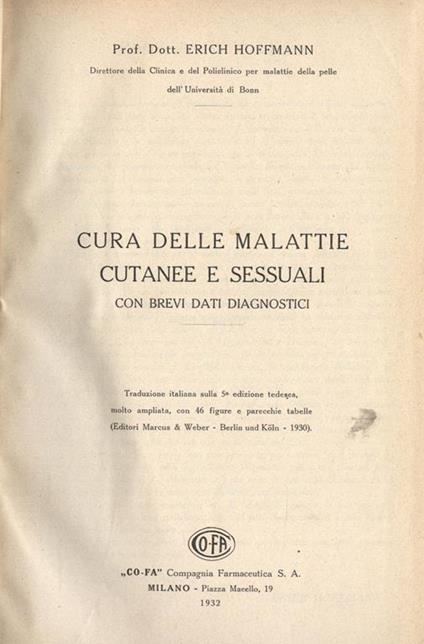 Prof. Dott. ERICH HOFFMANN
Direttore della Clinica e del Policlinico per malattie della pelle
dell'Università di Bonn
CURA DELLE MALATTIE
CUTANEE E SESSUALI
CON BREVI DATI DIAGNOSTICI
Traduzione italiana sulla 5ª edizione tedesca,
molto ampliata, con 46 figure e parecchie tabelle
(Editori Marcus & Weber - Berlin und Köln - 1930).
CO-FA
„CO-FA" Compagnia Farmaceutica S. A.
MILANO - Piazza Macello, 19
1932